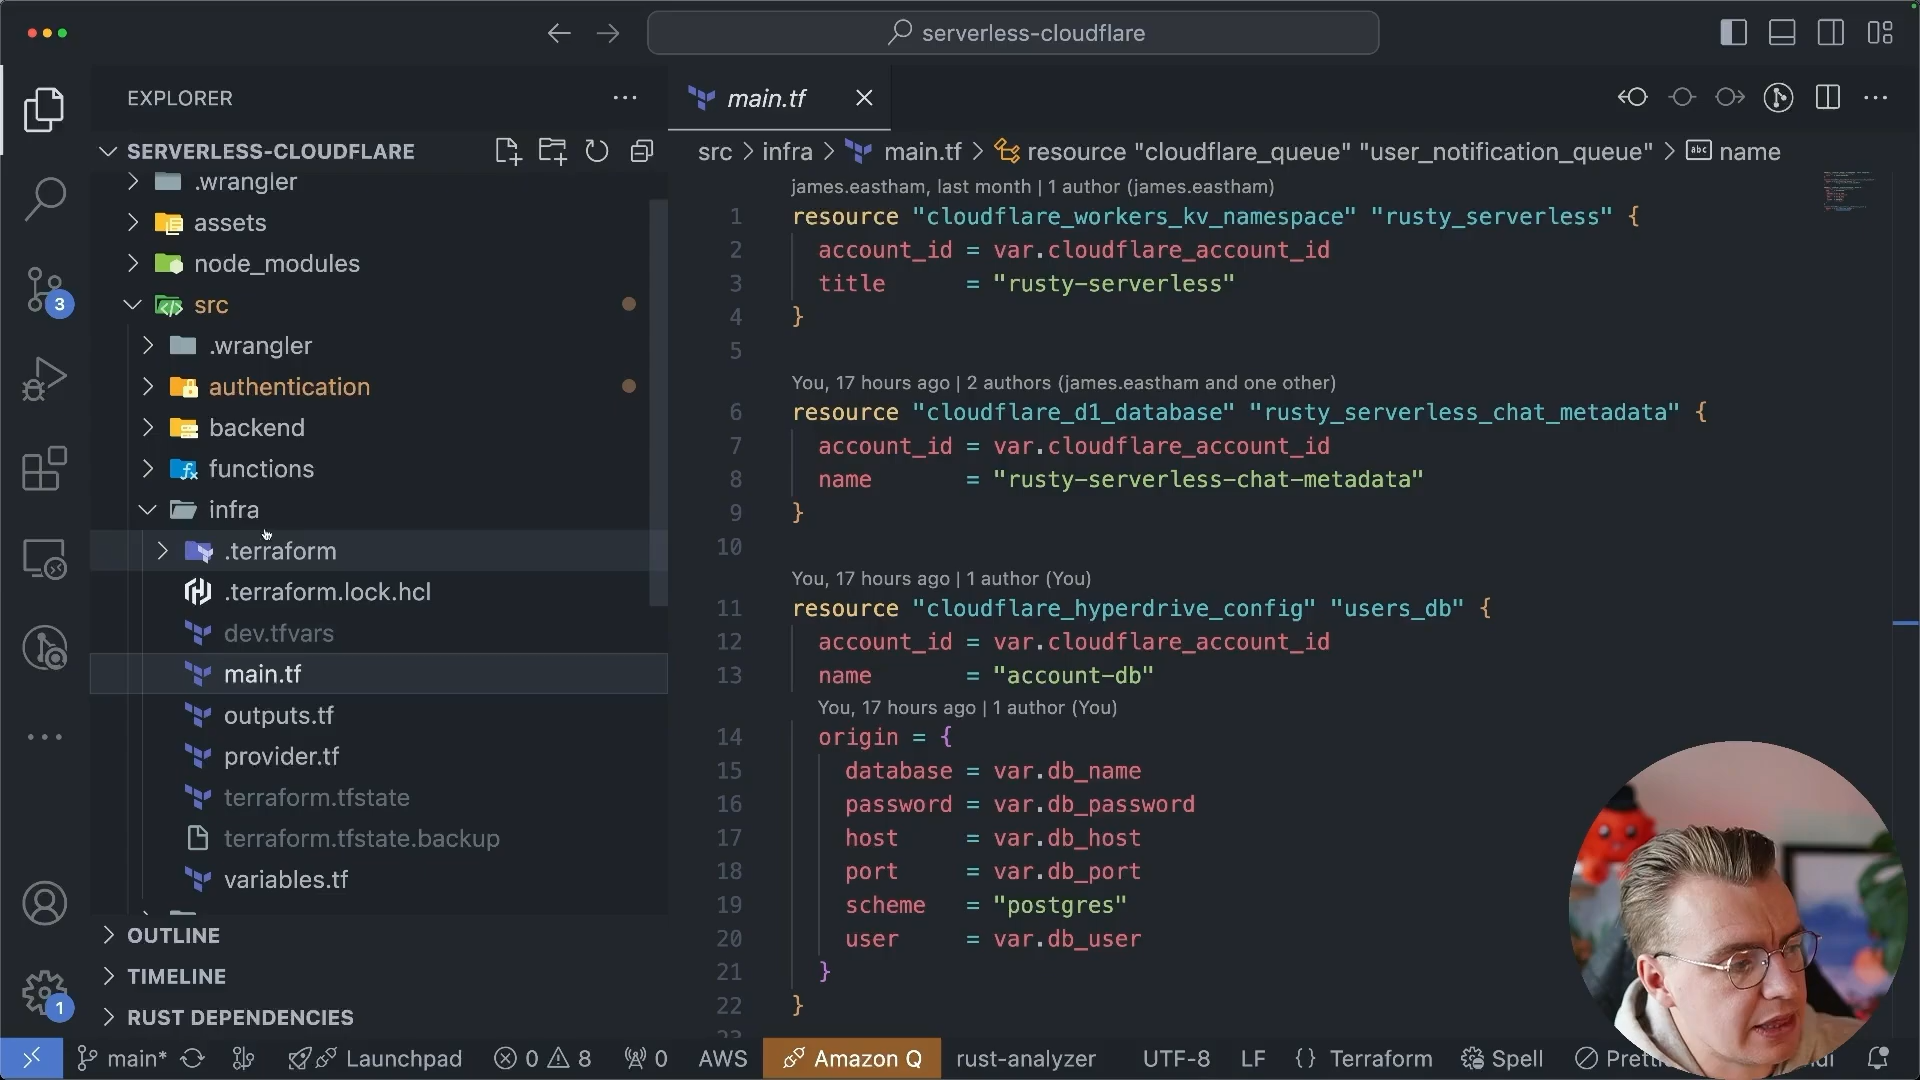 serverless-cloudflare
EXPLORER
SERVERLESS-CLOUDFLARE
.wrangler
assets
node_modules
src
.wrangler
authentication
backend
functions
infra
.terraform
.terraform.lock.hcl
dev.tfvars
main.tf
outputs.tf
provider.tf
terraform.tfstate
terraform.tfstate.backup
variables.tf
OUTLINE
TIMELINE
RUST DEPENDENCIES
3
1
main.tf
src > infra > main.tf > resource "cloudflare_queue" "user_notification_queue" > abc name
james.eastham, last month | 1 author (james.eastham)
1 resource "cloudflare_workers_kv_namespace" "rusty_serverless" {
2 account_id = var.cloudflare_account_id
3 title = "rusty-serverless"
4 }
5
You, 17 hours ago | 2 authors (james.eastham and one other)
6 resource "cloudflare_d1_database" "rusty_serverless_chat_metadata" {
7 account_id = var.cloudflare_account_id
8 name = "rusty-serverless-chat-metadata"
9 }
10
You, 17 hours ago | 1 author (You)
11 resource "cloudflare_hyperdrive_config" "users_db" {
12 account_id = var.cloudflare_account_id
13 name = "account-db"
You, 17 hours ago | 1 author (You)
14 origin = {
15 database = var.db_name
16 password = var.db_password
17 host = var.db_host
18 port = var.db_port
19 scheme = "postgres"
20 user = var.db_user
21 }
22 }
main* Launchpad 0 8 0 AWS Amazon Q rust-analyzer UTF-8 LF {} Terraform Spell